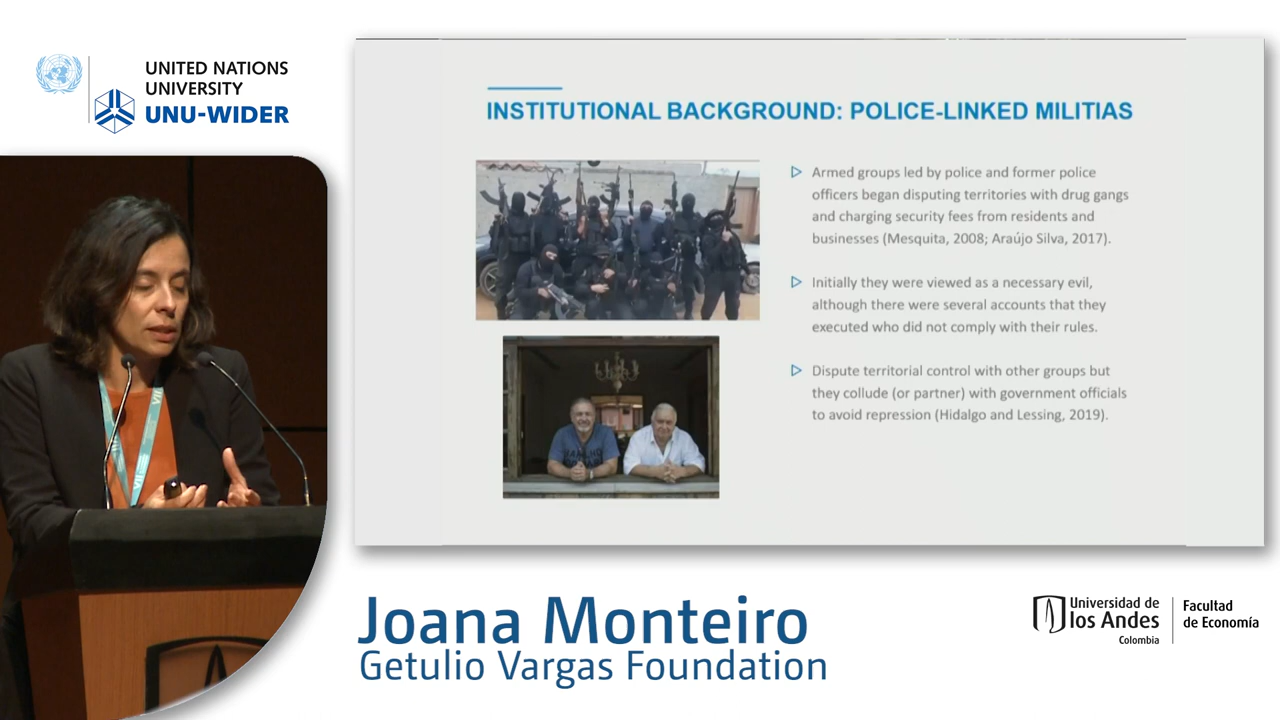 UNITED NATIONS
UNIVERSITY
UNU-WIDER
INSTITUTIONAL BACKGROUND: POLICE-LINKED MILITIAS
Armed groups led by police and former police
officers began disputing territories with drug gangs
and charging security fees from residents and
businesses (Mesquita, 2008; Araújo Silva, 2017).
Initially they were viewed as a necessary evil,
although there were several accounts that they
executed who did not comply with their rules.
Dispute territorial control with other groups but
they collude (or partner) with government officials
to avoid repression (Hidalgo and Lessing, 2019).
Joana Monteiro
Getulio Vargas Foundation
Universidad de
los Andes
Colombia
Facultad
de Economía